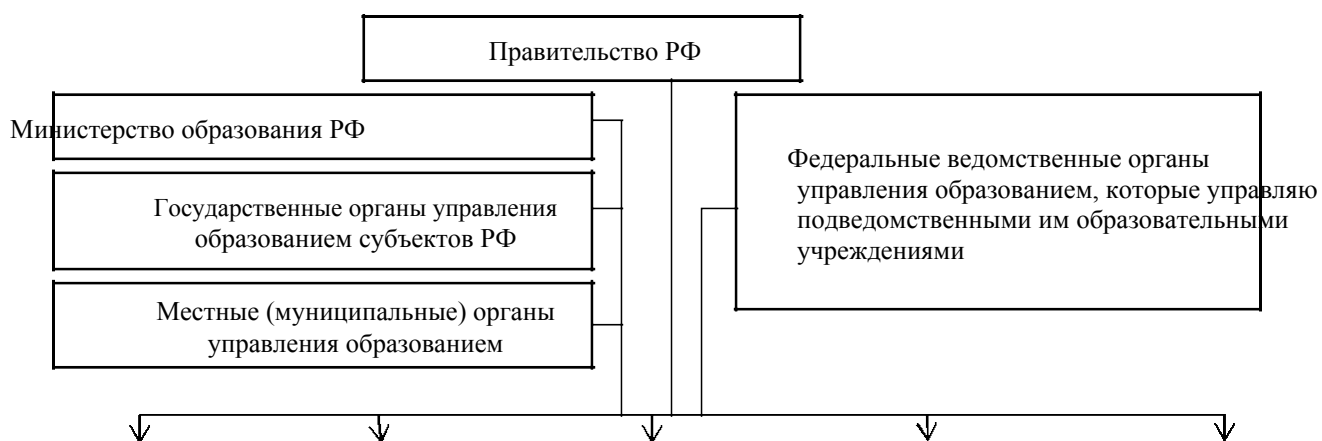 Правительство РФ
Министерство образования РФ
Государственные органы управления
образованием субъектов РФ
Местные (муниципальные) органы
управления образованием
Федеральные ведомственные органы
управления образованием, которые управляю
подведомственными им образовательными
учреждениями